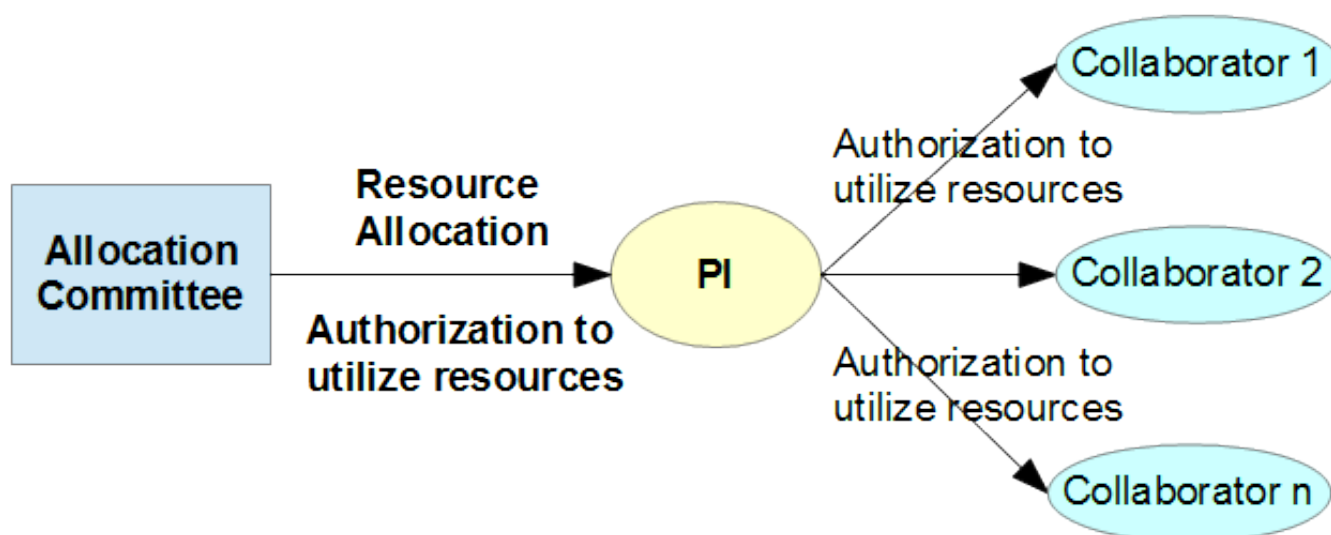 Allocation
Committee
Resource
Allocation
Authorization to
utilize resources
PI
Authorization to
utilize resources
Authorization to
utilize resources
Collaborator 1
Collaborator 2
Collaborator n